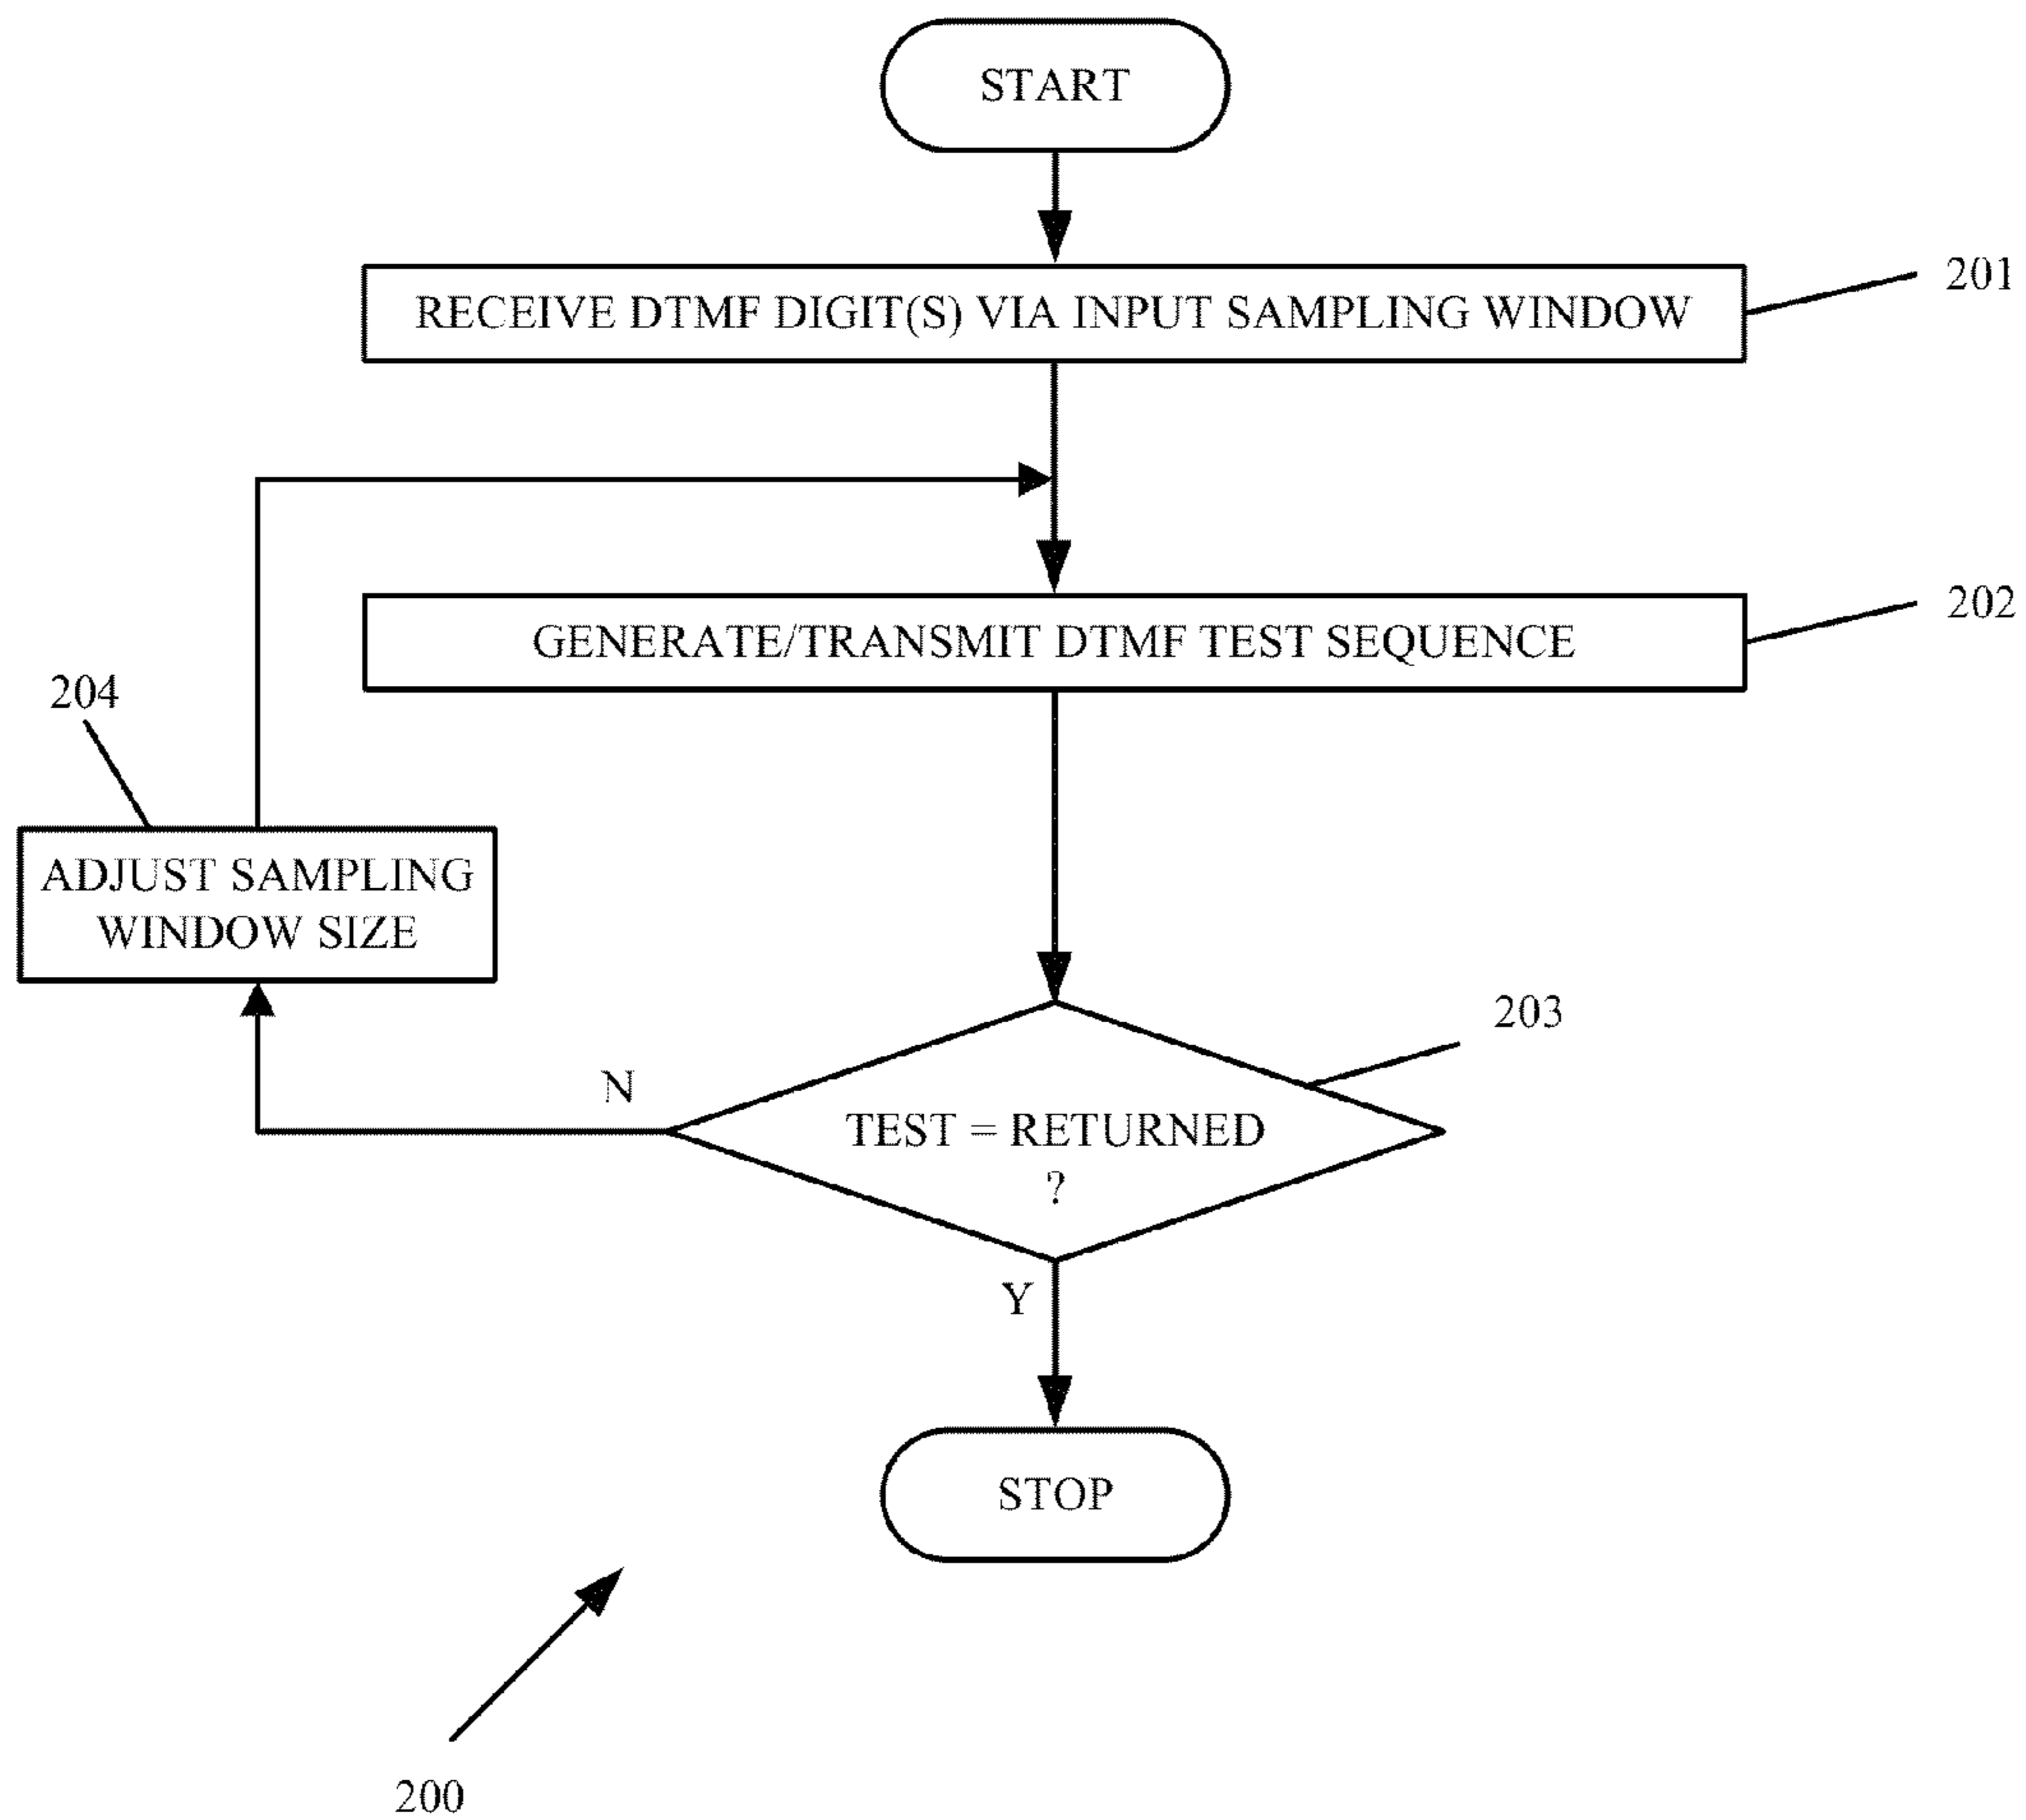 START
RECEIVE DTMF DIGIT(S) VIA INPUT SAMPLING WINDOW
201
GENERATE/TRANSMIT DTMF TEST SEQUENCE
202
204
ADJUST SAMPLING
WINDOW SIZE
203
N
TEST = RETURNED
?
Y
STOP
200